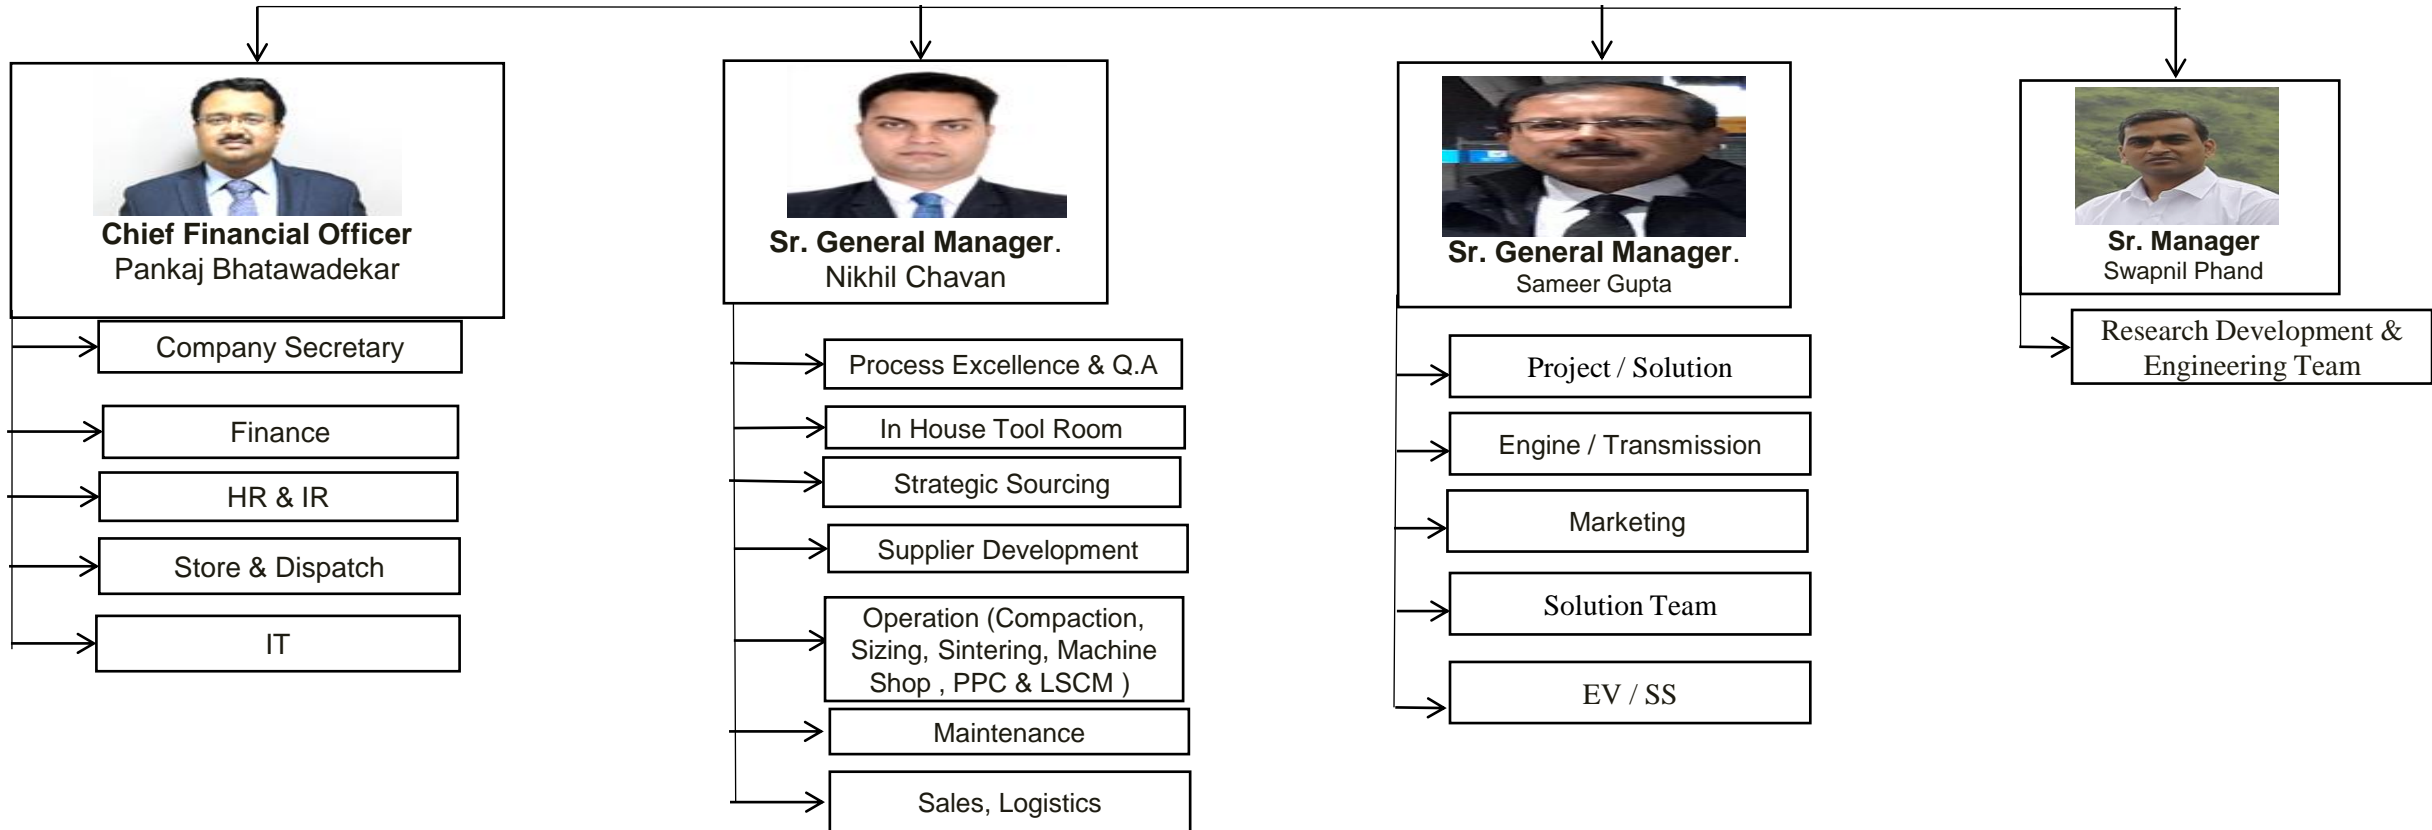 Chief Financial Officer
Pankaj Bhatawadekar
Company Secretary
Finance
HR & IR
Store & Dispatch
IT
Sr. General Manager.
Nikhil Chavan
Process Excellence & Q.A
In House Tool Room
Strategic Sourcing
Supplier Development
Operation (Compaction,
Sizing, Sintering, Machine
Shop , PPC & LSCM )
Maintenance
Sales, Logistics
Sr. General Manager.
Sameer Gupta
Project / Solution
Engine / Transmission
Marketing
Solution Team
EV / SS
Sr. Manager
Swapnil Phand
Research Development &
Engineering Team